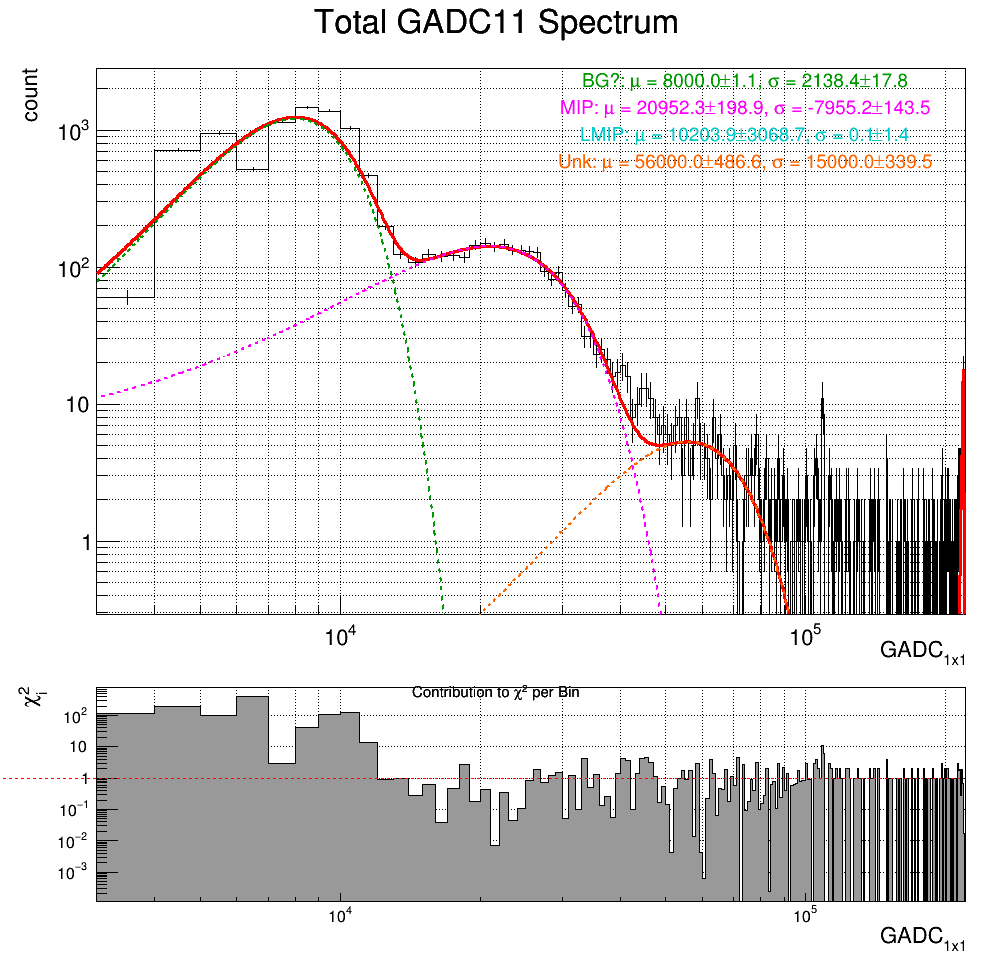 Total GADC11 Spectrum
count
BG?: μ = 8000.0±1.1, σ = 2138.4±17.8
MIP: μ = 20952.3±198.9, σ = -7955.2±143.5
LMIP: μ = 10203.9±3068.7, σ = 0.1±1.4
Unk: μ = 56000.0±486.6, σ = 15000.0±339.5
10³
10²
10
1
10⁴ 10⁵
GADC₁ₓ₁
χ²ᵢ
Contribution to χ² per Bin
10²
10
1
10⁻¹
10⁻²
10⁻³
10⁴ 10⁵
GADC₁ₓ₁